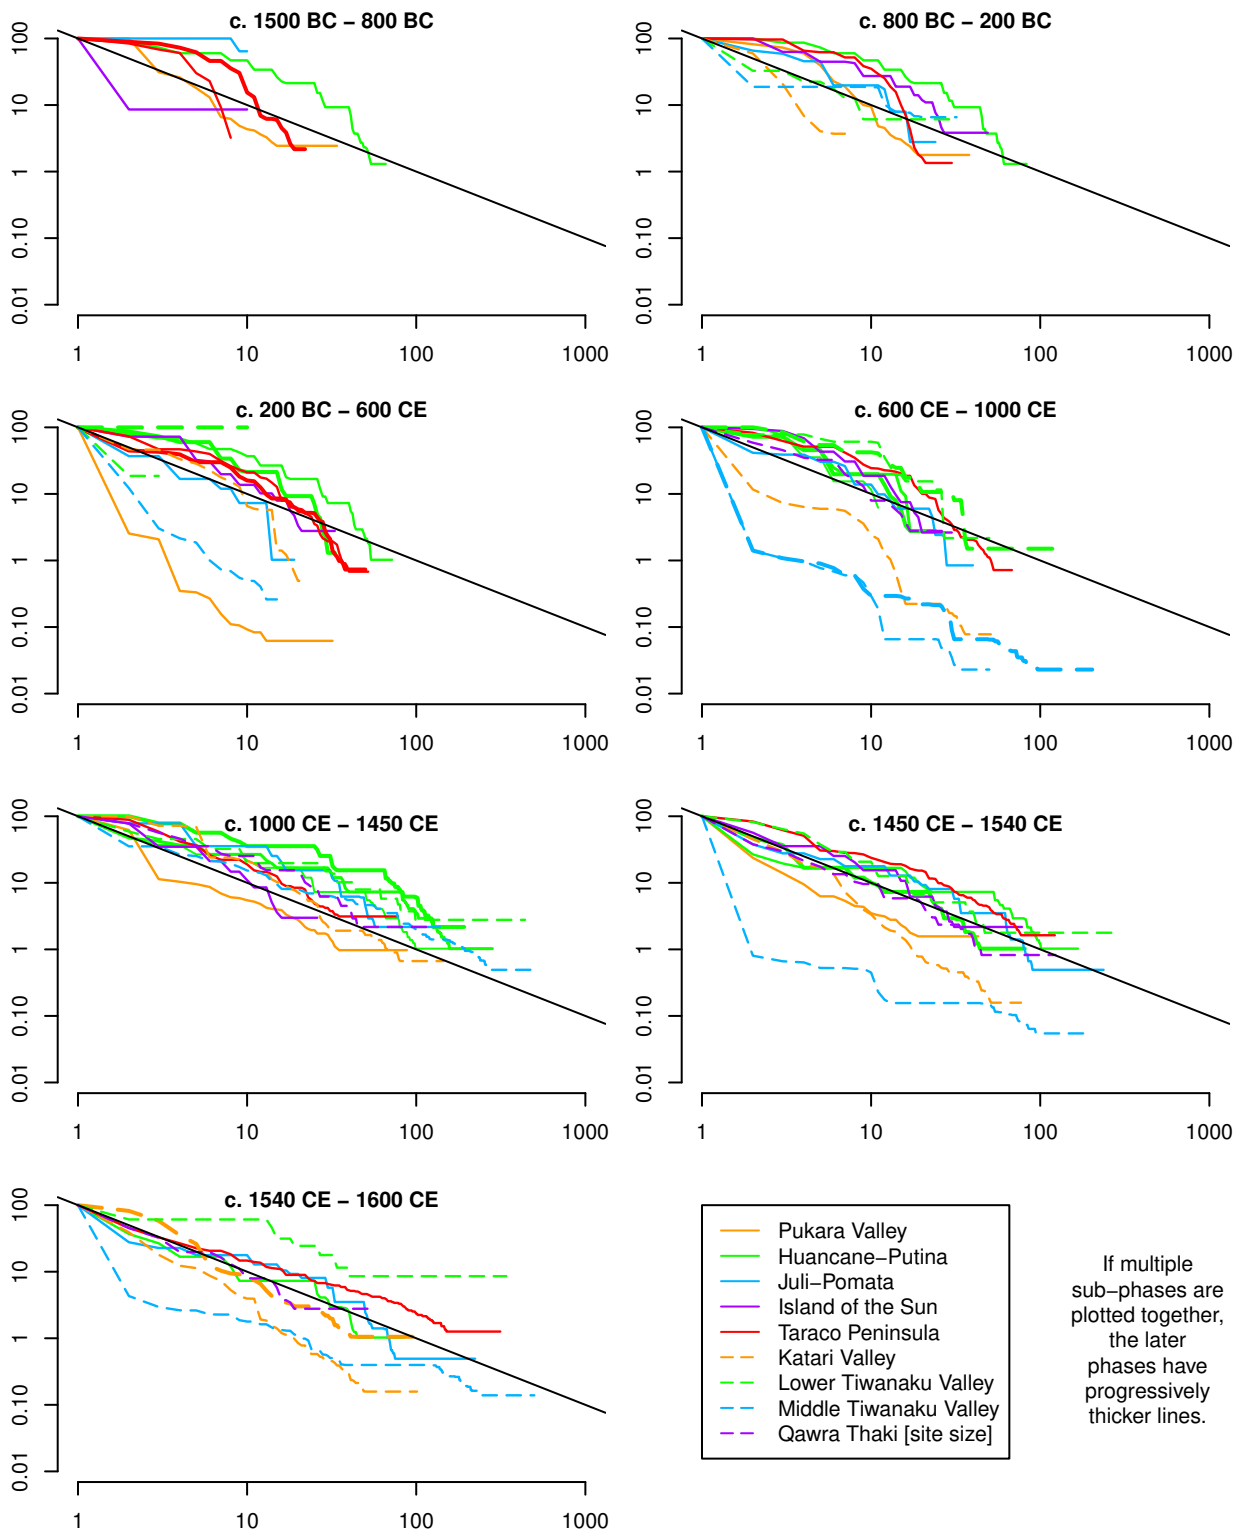 c. 1500 BC – 800 BC
100
10
1
0.10
0.01
1 10 100 1000
c. 800 BC – 200 BC
100
10
1
0.10
0.01
1 10 100 1000
c. 200 BC – 600 CE
100
10
1
0.10
0.01
1 10 100 1000
c. 600 CE – 1000 CE
100
10
1
0.10
0.01
1 10 100 1000
c. 1000 CE – 1450 CE
100
10
1
0.10
0.01
1 10 100 1000
c. 1450 CE – 1540 CE
100
10
1
0.10
0.01
1 10 100 1000
c. 1540 CE – 1600 CE
100
10
1
0.10
0.01
1 10 100 1000
Pukara Valley
Huancane–Putina
Juli–Pomata
Island of the Sun
Taraco Peninsula
Katari Valley
Lower Tiwanaku Valley
Middle Tiwanaku Valley
Qawra Thaki [site size]
If multiple
sub–phases are
plotted together,
the later
phases have
progressively
thicker lines.